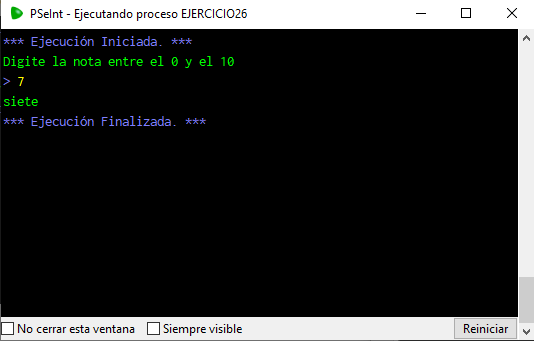 PSeInt - Ejecutando proceso EJERCICIO26
*** Ejecución Iniciada. ***
Digite la nota entre el 0 y el 10
> 7
siete
*** Ejecución Finalizada. ***
No cerrar esta ventana
Siempre visible
Reiniciar